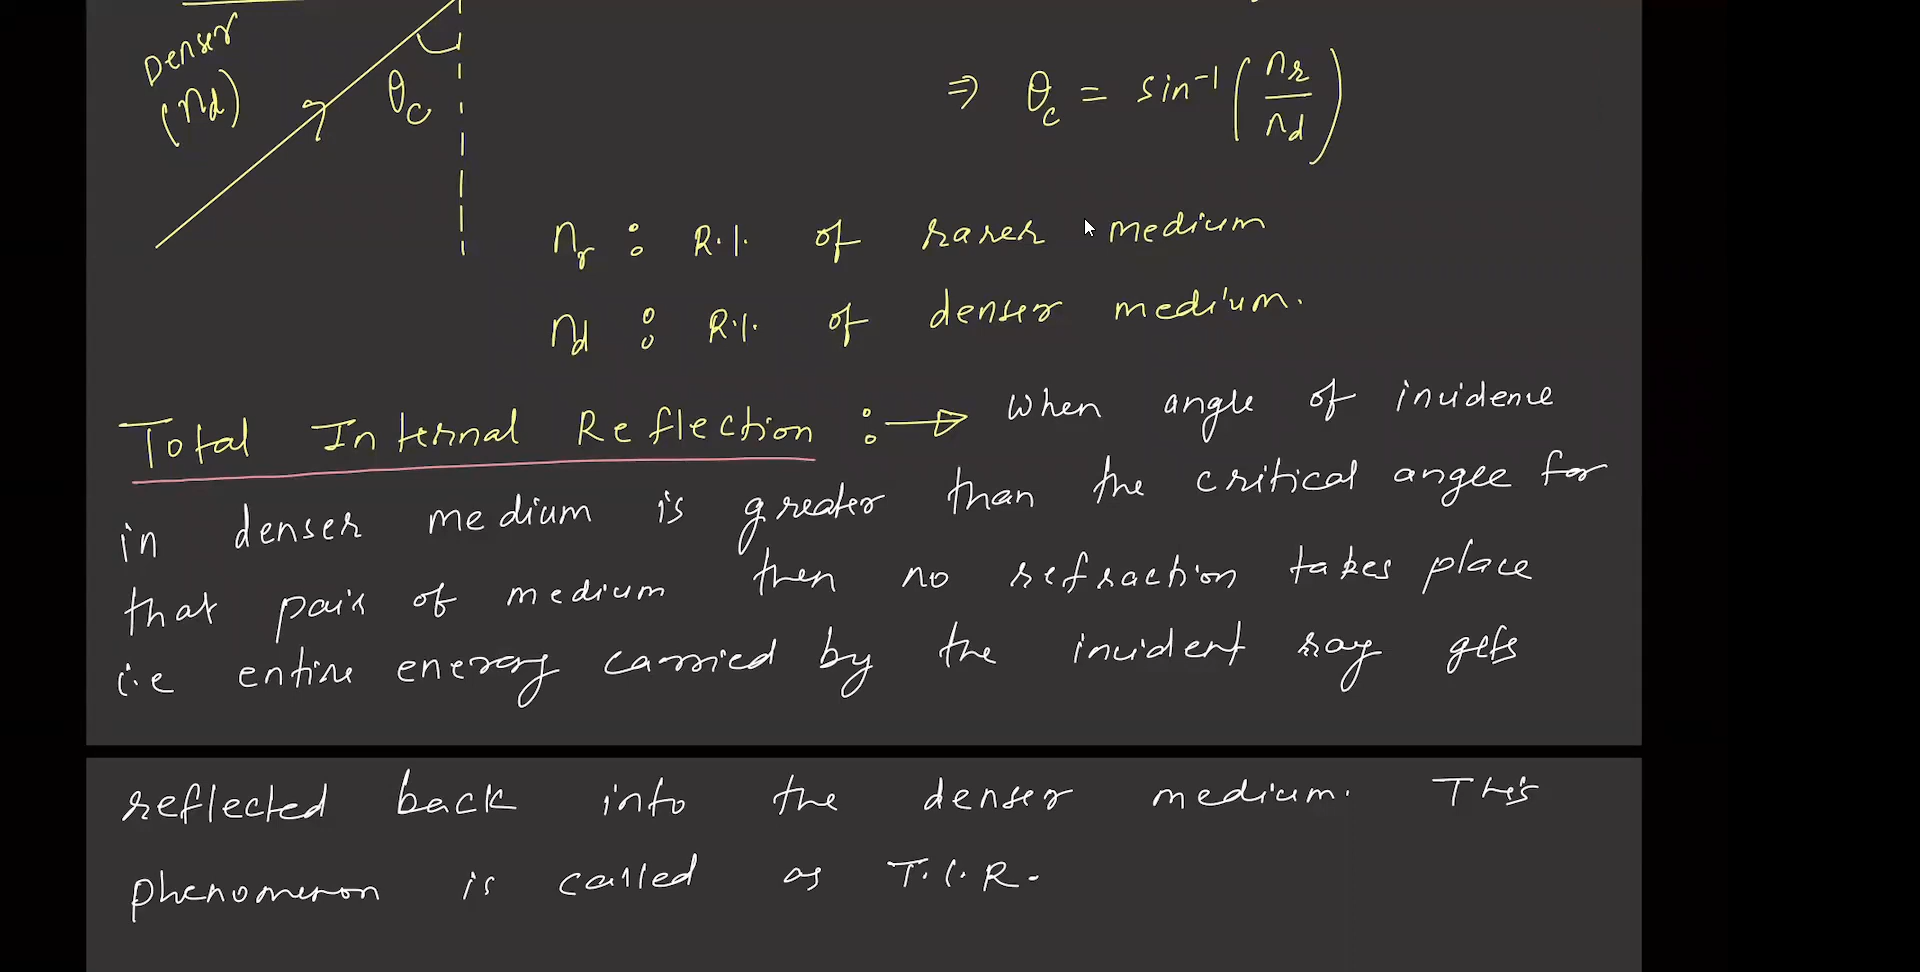 Denser
(nd)
θc
⇒ θc = sin⁻¹ (nr/nd)
nr : R.I. of rarer medium
nd : R.I. of denser medium.
Total Internal Reflection :→ When angle of incidence
in denser medium is greater than the critical angle for
that pair of medium then no refraction takes place
i.e entire energy carried by the incident ray gets
reflected back into the denser medium. This
phenomenon is called as T.I.R.